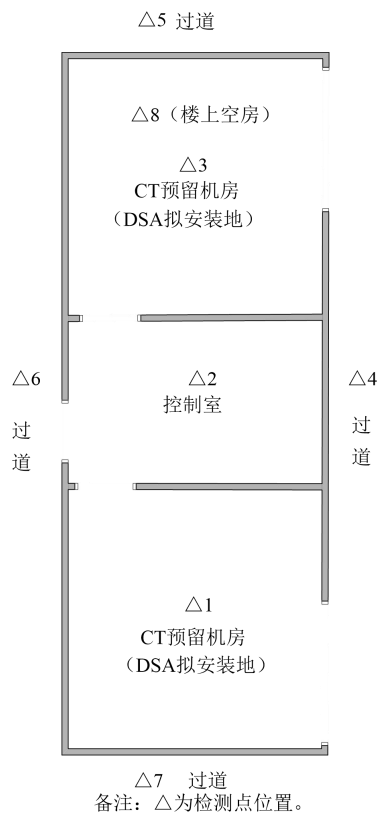 △5 过道
△8（楼上空房）
△3
CT预留机房
（DSA拟安装地）
△6
△2
△4
控制室
过
道
过
道
△1
CT预留机房
（DSA拟安装地）
△7 过道
备注：△为检测点位置。